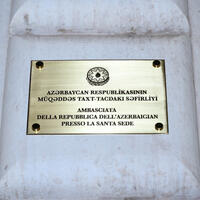 AZƏRBAYCAN RESPUBLİKASININ
MÜQƏDDƏS TAXT-TACDAKI SƏFİRLİYİ
AMBASCIATA
DELLA REPUBBLICA DELL'AZERBAIGIAN
PRESSO LA SANTA SEDE